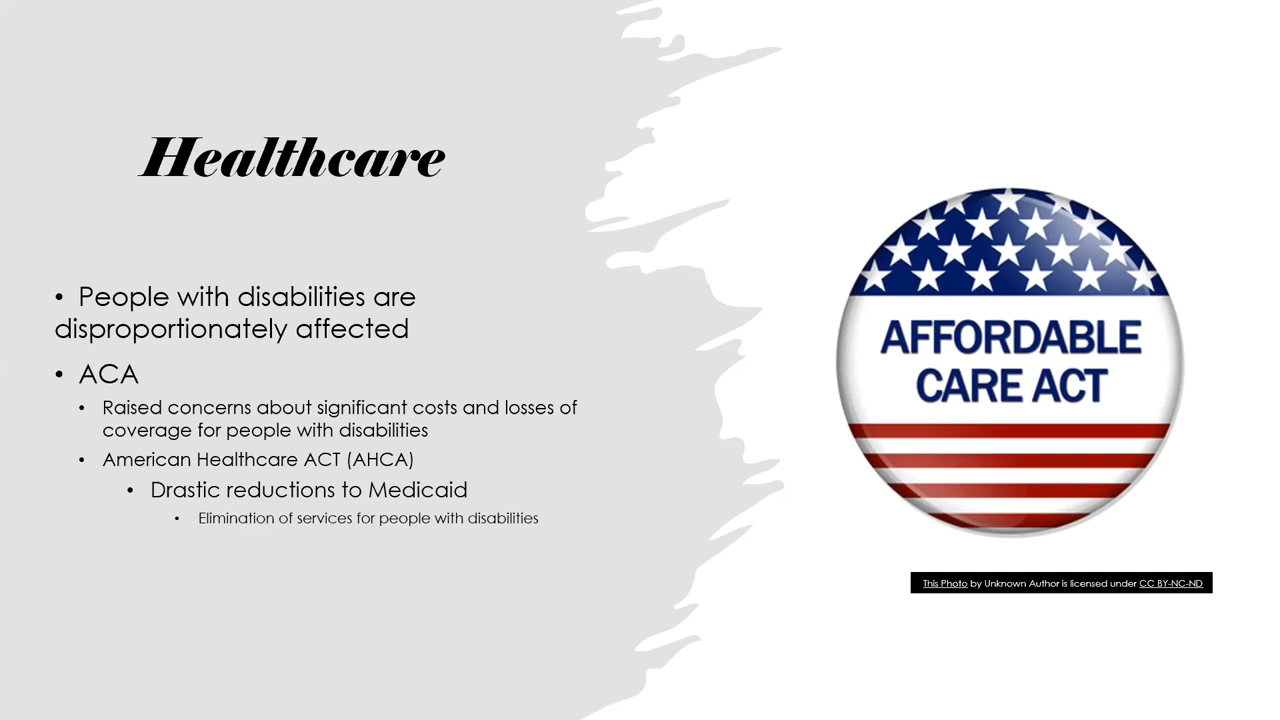 Healthcare
• People with disabilities are
disproportionately affected
• ACA
• Raised concerns about significant costs and losses of
coverage for people with disabilities
• American Healthcare ACT (AHCA)
• Drastic reductions to Medicaid
• Elimination of services for people with disabilities
AFFORDABLE
CARE ACT
This Photo by Unknown Author is licensed under CC BY-NC-ND